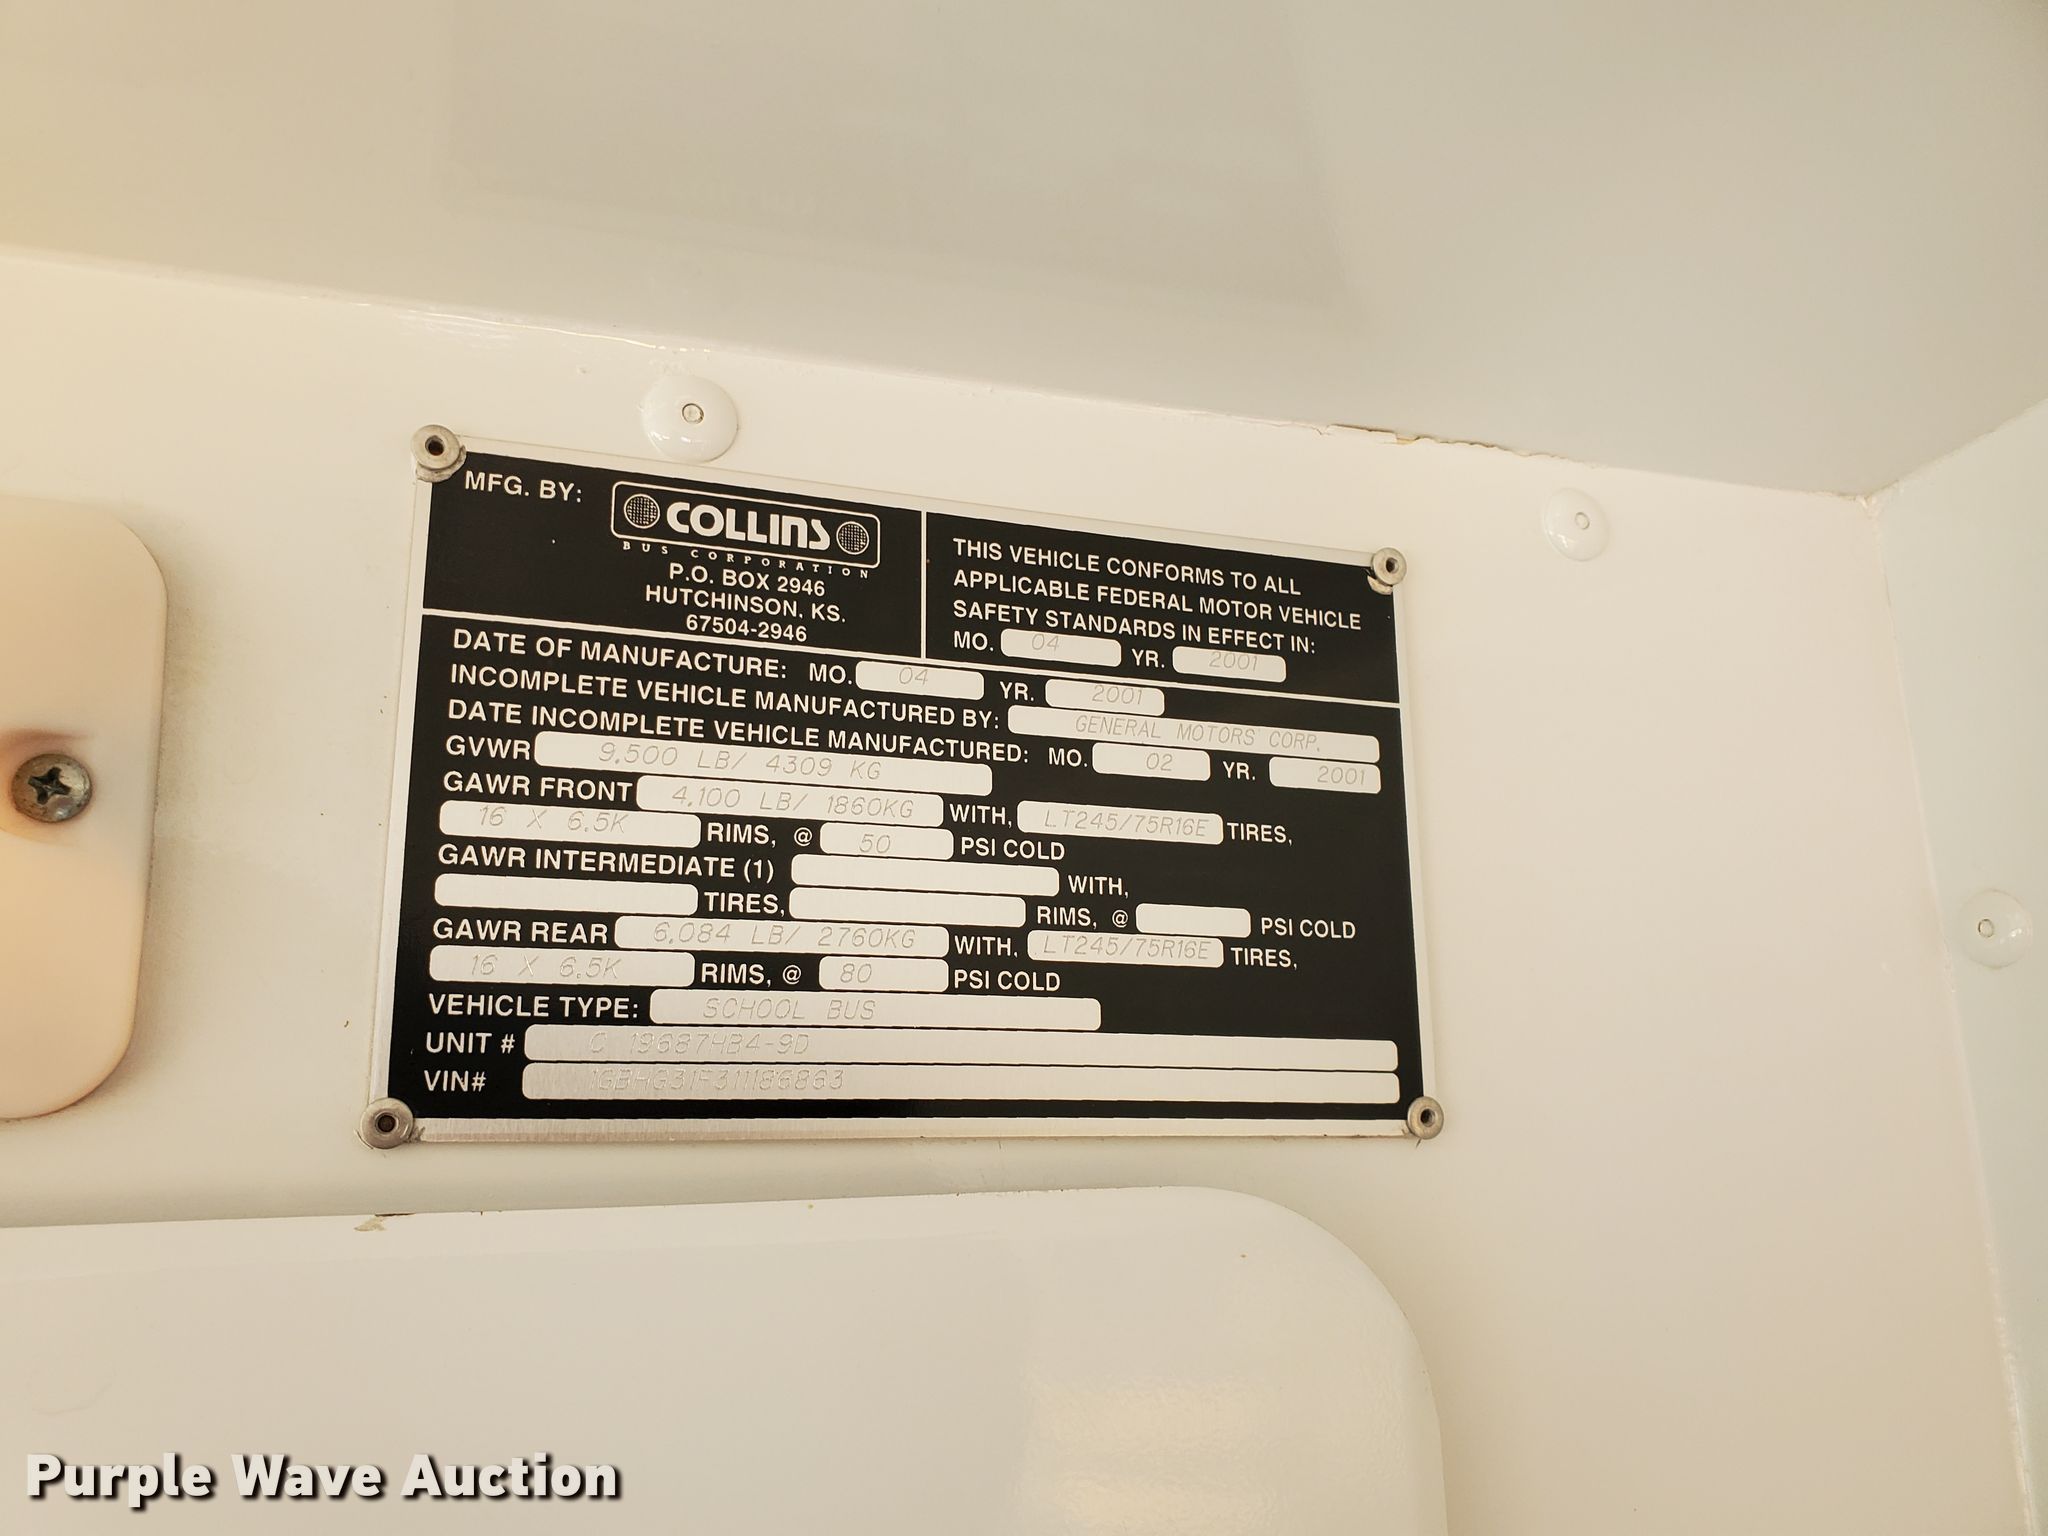 MFG. BY:
COLLINS
BUS CORPORATION
P.O. BOX 2946
HUTCHINSON, KS.
67504-2946
THIS VEHICLE CONFORMS TO ALL
APPLICABLE FEDERAL MOTOR VEHICLE
SAFETY STANDARDS IN EFFECT IN:
MO. 04 YR. 2001
DATE OF MANUFACTURE: MO. 04 YR. 2001
INCOMPLETE VEHICLE MANUFACTURED BY: GENERAL MOTORS CORP.
DATE INCOMPLETE VEHICLE MANUFACTURED: MO. 02 YR. 2001
GVWR 9,500 LB/ 4309 KG
GAWR FRONT 4,100 LB/ 1860KG WITH, LT245/75R16E TIRES,
16 X 6.5K RIMS, @ 50 PSI COLD
GAWR INTERMEDIATE (1) WITH,
TIRES, RIMS, @ PSI COLD
GAWR REAR 6,084 LB/ 2760KG WITH, LT245/75R16E TIRES,
16 X 6.5K RIMS, @ 80 PSI COLD
VEHICLE TYPE: SCHOOL BUS
UNIT # C 19687HB4-9D
VIN# 1GBHG31F311186863
Purple Wave Auction